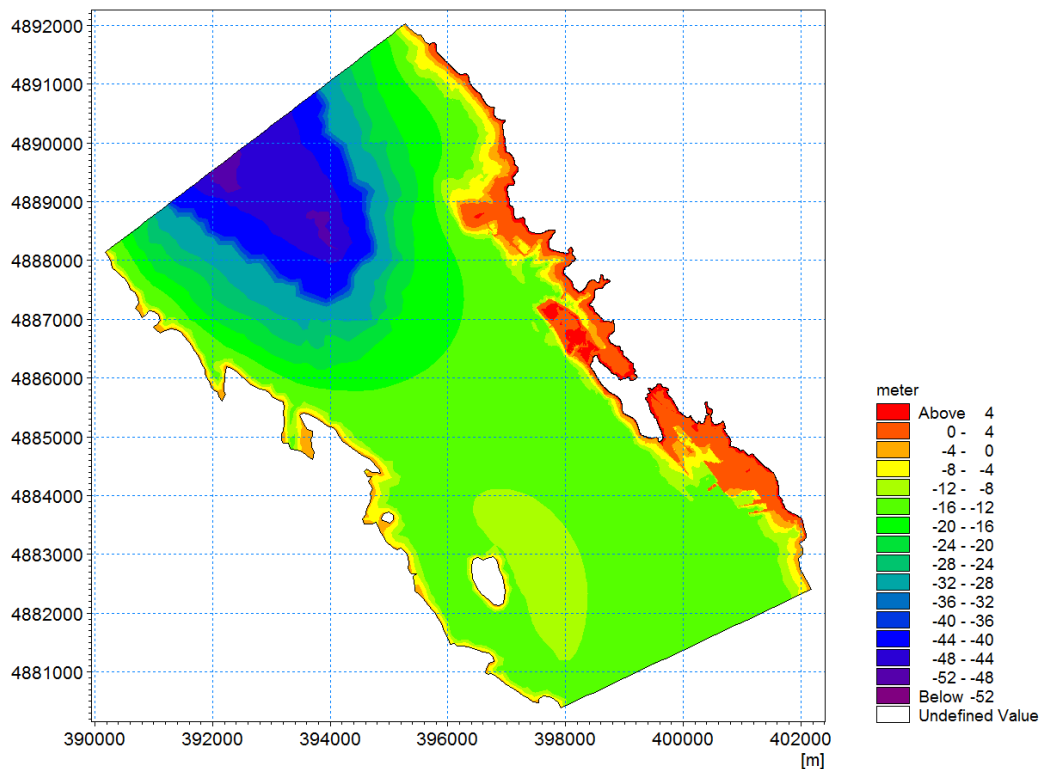 4892000
4891000
4890000
4889000
4888000
4887000
4886000
4885000
4884000
4883000
4882000
4881000
390000 392000 394000 396000 398000 400000 402000
[m]
meter
Above 4
0 - 4
-4 - 0
-8 - -4
-12 - -8
-16 - -12
-20 - -16
-24 - -20
-28 - -24
-32 - -28
-36 - -32
-40 - -36
-44 - -40
-48 - -44
-52 - -48
Below -52
Undefined Value